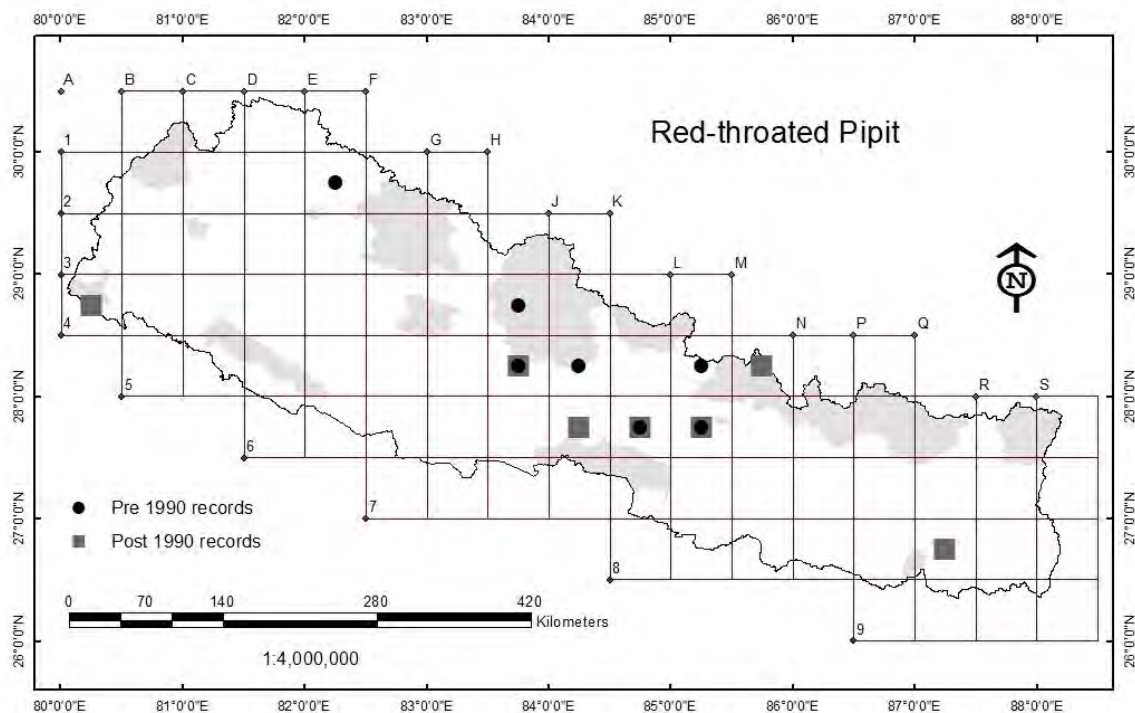 80°0'0"E 81°0'0"E 82°0'0"E 83°0'0"E 84°0'0"E 85°0'0"E 86°0'0"E 87°0'0"E 88°0'0"E
A B C D E F
Red-throated Pipit
30°0'0"N 1 G H 30°0'0"N
2 J K
29°0'0"N 3 L M N 29°0'0"N
4 N P Q
28°0'0"N 5 R S 28°0'0"N
6
Pre 1990 records
27°0'0"N 7 27°0'0"N
Post 1990 records
8
0 70 140 280 420
Kilometers
26°0'0"N 9 26°0'0"N
1:4,000,000
80°0'0"E 81°0'0"E 82°0'0"E 83°0'0"E 84°0'0"E 85°0'0"E 86°0'0"E 87°0'0"E 88°0'0"E